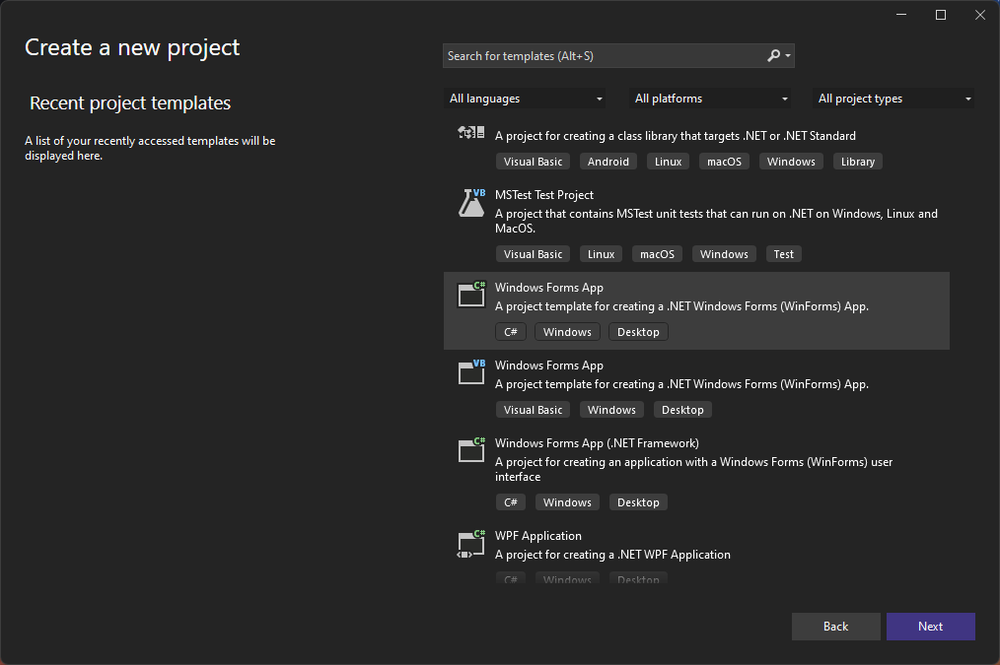 Create a new project
Search for templates (Alt+S)
Recent project templates
All languages
All platforms
All project types
A list of your recently accessed templates will be
displayed here.
A project for creating a class library that targets .NET or .NET Standard
Visual Basic Android Linux macOS Windows Library
VB
MSTest Test Project
A project that contains MSTest unit tests that can run on .NET on Windows, Linux and
MacOS.
Visual Basic Linux macOS Windows Test
C#
Windows Forms App
A project template for creating a .NET Windows Forms (WinForms) App.
C# Windows Desktop
VB
Windows Forms App
A project template for creating a .NET Windows Forms (WinForms) App.
Visual Basic Windows Desktop
C#
Windows Forms App (.NET Framework)
A project for creating an application with a Windows Forms (WinForms) user
interface
C# Windows Desktop
C#
WPF Application
A project for creating a .NET WPF Application
C# Windows Desktop
Back
Next